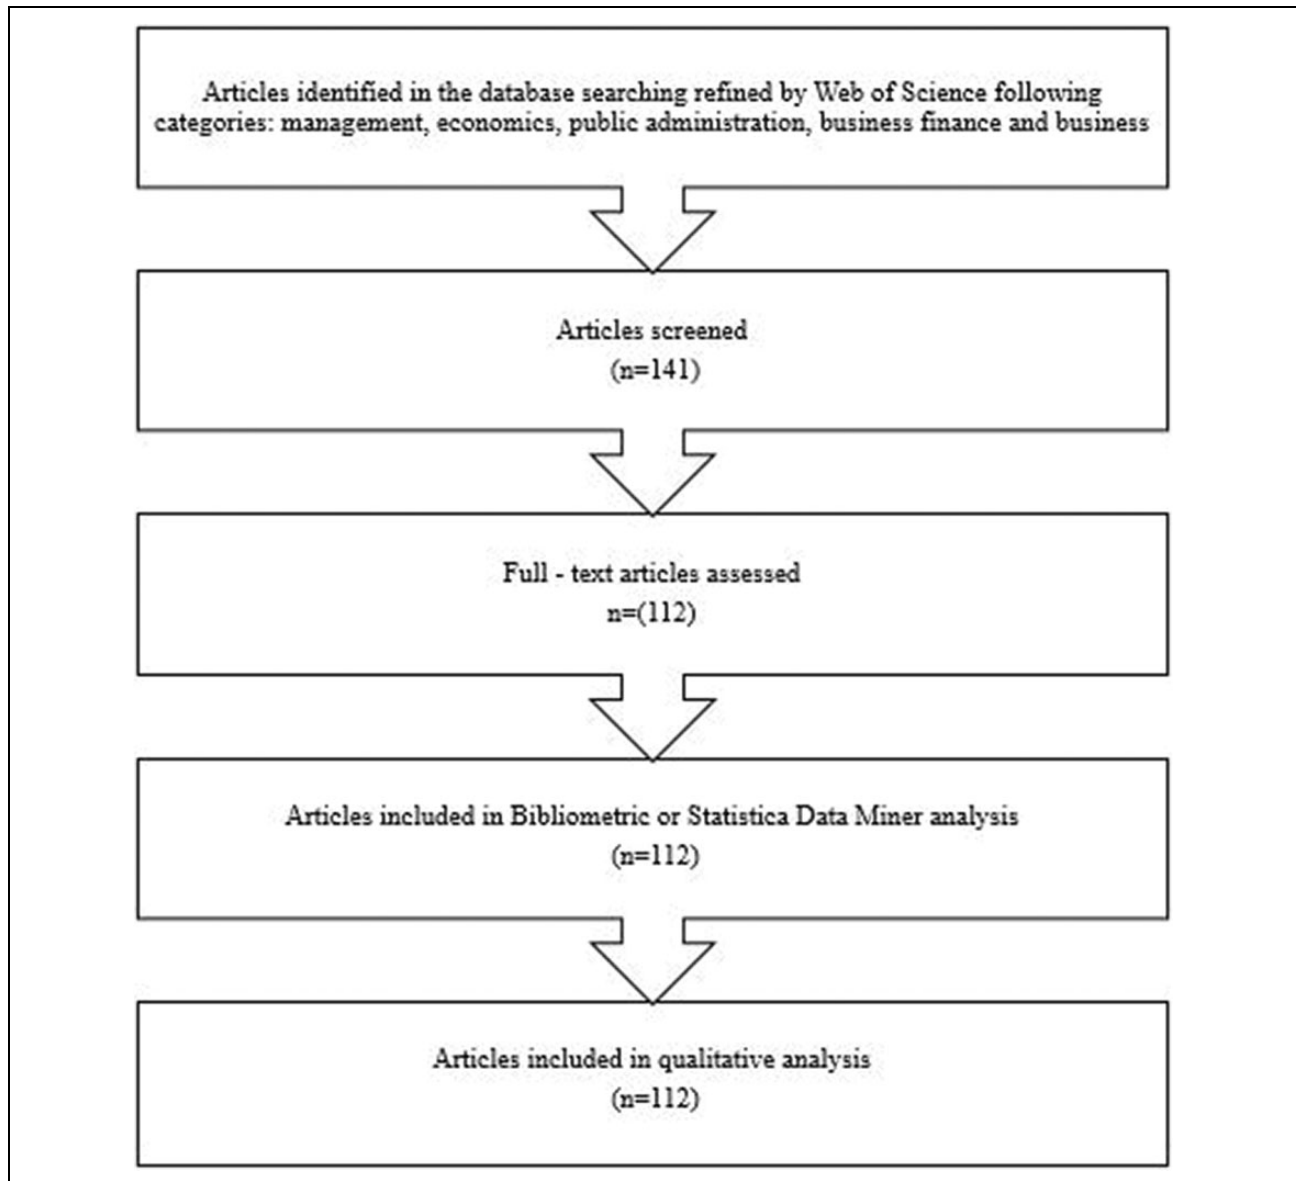 Articles identified in the database searching refined by Web of Science following
categories: management, economics, public administration, business finance and business
Articles screened
(n=141)
Full - text articles assessed
n=(112)
Articles included in Bibliometric or Statistica Data Miner analysis
(n=112)
Articles included in qualitative analysis
(n=112)